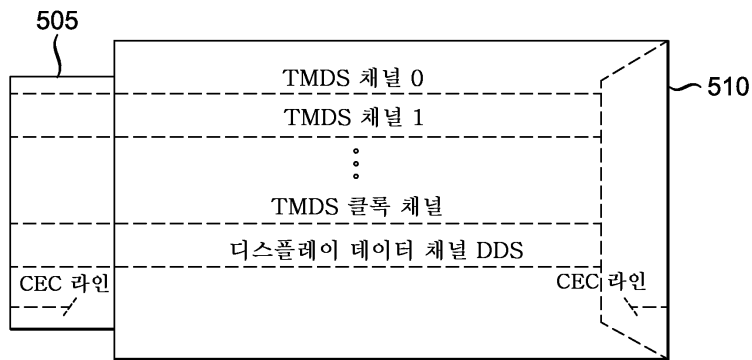 505
510
TMDS 채널 0
TMDS 채널 1
TMDS 클록 채널
디스플레이 데이터 채널 DDS
CEC 라인
CEC 라인